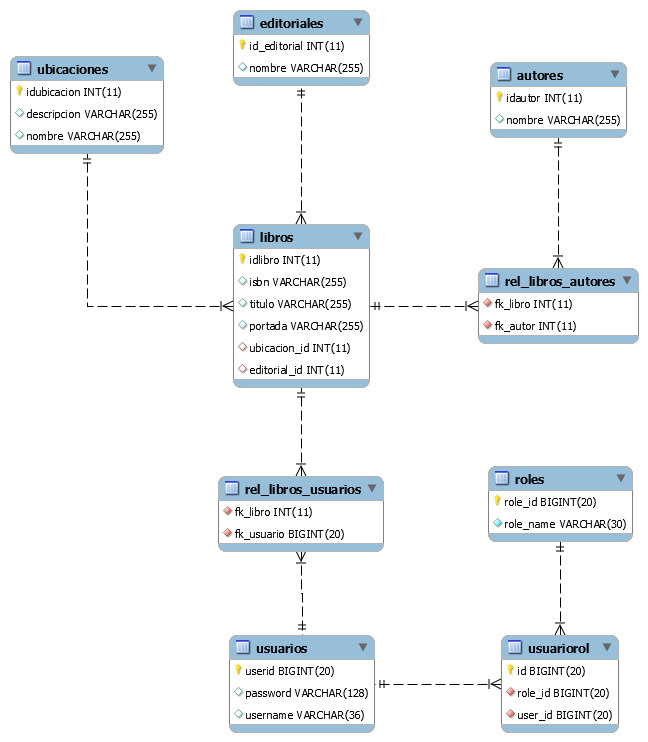 editoriales
id_editorial INT(11)
nombre VARCHAR(255)
ubicaciones
idubicacion INT(11)
descripcion VARCHAR(255)
nombre VARCHAR(255)
autores
idautor INT(11)
nombre VARCHAR(255)
libros
idlibro INT(11)
isbn VARCHAR(255)
titulo VARCHAR(255)
portada VARCHAR(255)
ubicacion_id INT(11)
editorial_id INT(11)
rel_libros_autores
fk_libro INT(11)
fk_autor INT(11)
rel_libros_usuarios
fk_libro INT(11)
fk_usuario BIGINT(20)
roles
role_id BIGINT(20)
role_name VARCHAR(30)
usuarios
userid BIGINT(20)
password VARCHAR(128)
username VARCHAR(36)
usuariorol
id BIGINT(20)
role_id BIGINT(20)
user_id BIGINT(20)